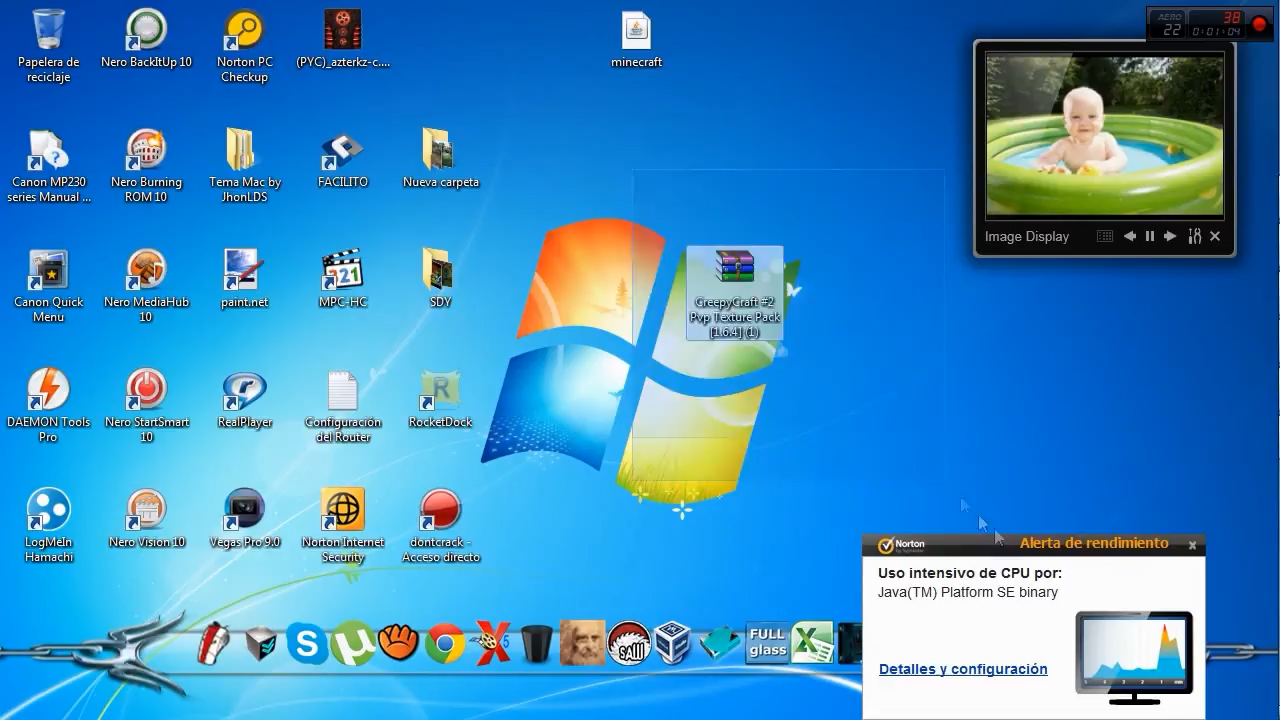 Papelera de
reciclaje
Nero BackItUp 10
Norton PC
Checkup
(PYC)_azterkz-c....
minecraft
AERO
22
38
0:01:04
Canon MP230
series Manual ...
Nero Burning
ROM 10
Tema Mac by
JhonLDS
FACILITO
Nueva carpeta
Image Display
Canon Quick
Menu
Nero MediaHub
10
paint.net
321
MPC-HC
SDY
CreepyCraft #2
Pvp Texture Pack
[1.6.4] (1)
DAEMON Tools
Pro
Nero StartSmart
10
RealPlayer
Configuración
del Router
R
RocketDock
LogMeIn
Hamachi
Nero Vision 10
Vegas Pro 9.0
Norton Internet
Security
dontcrack -
Acceso directo
Norton
Alerta de rendimiento
Uso intensivo de CPU por:
Java(TM) Platform SE binary
Detalles y configuración
SAW
FULL
glass